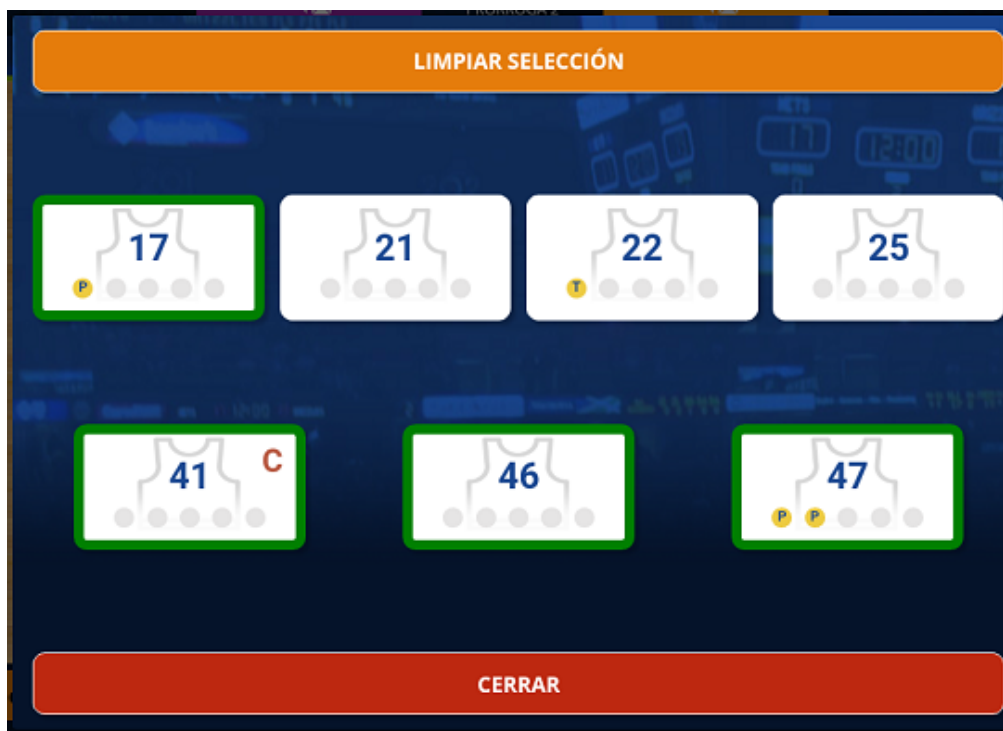 LIMPIAR SELECCIÓN
17 21 22 25
P T
41 C 46 47
P P
CERRAR